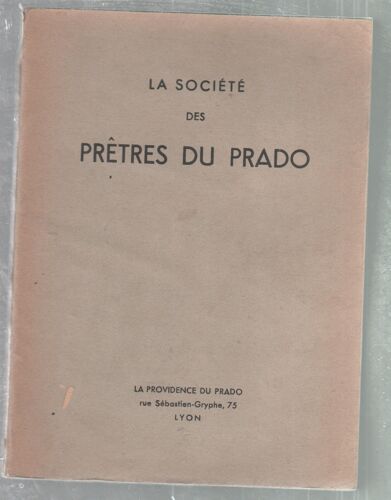 LA SOCIÉTÉ
DES
PRÊTRES DU PRADO
LA PROVIDENCE DU PRADO
rue Sébastien-Gryphe, 75
LYON